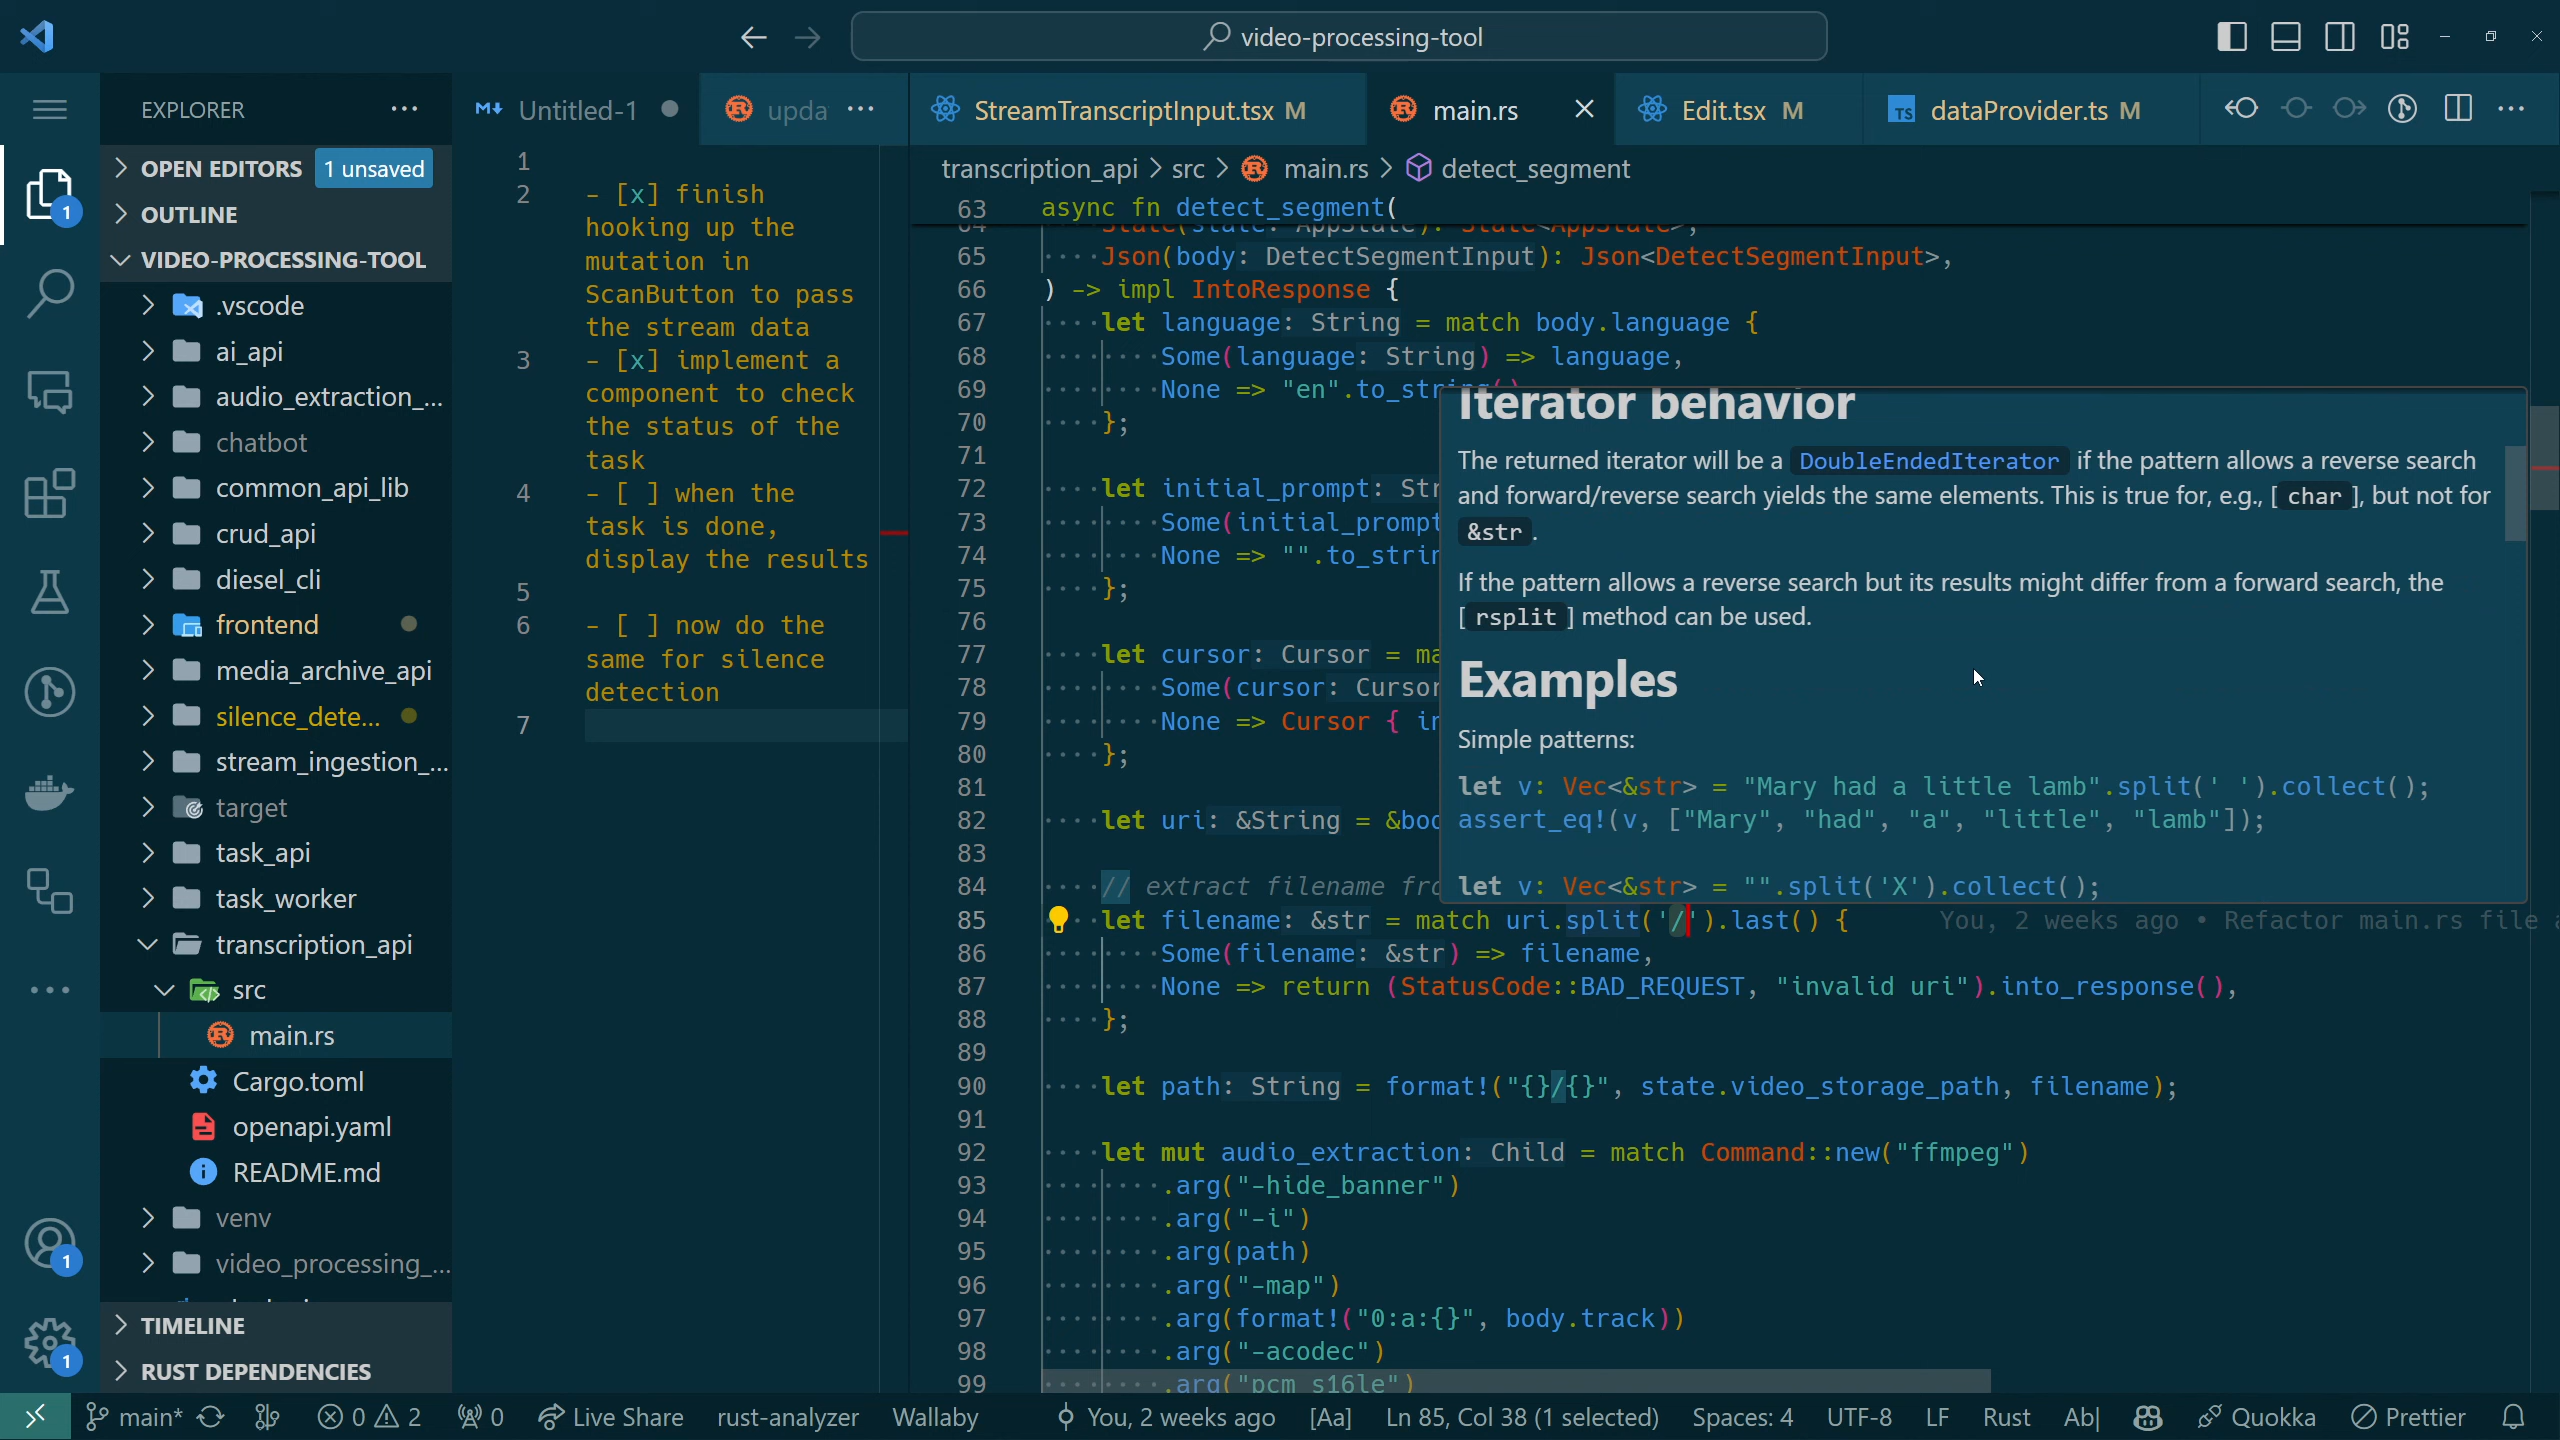 video-processing-tool
EXPLORER
OPEN EDITORS 1 unsaved
OUTLINE
VIDEO-PROCESSING-TOOL
.vscode
ai_api
audio_extraction_...
chatbot
common_api_lib
crud_api
diesel_cli
frontend
media_archive_api
silence_dete...
stream_ingestion_...
target
task_api
task_worker
transcription_api
src
main.rs
Cargo.toml
openapi.yaml
README.md
venv
video_processing_...
TIMELINE
RUST DEPENDENCIES
1
1
1
Untitled-1
upda
1
2 - [x] finish
hooking up the
mutation in
ScanButton to pass
the stream data
3 - [x] implement a
component to check
the status of the
task
4 - [ ] when the
task is done,
display the results
5
6 - [ ] now do the
same for silence
detection
7
StreamTranscriptInput.tsx M
main.rs
Edit.tsx M
TS dataProvider.ts M
transcription_api > src > main.rs > detect_segment
63 async fn detect_segment(
64 State(state: AppState): State<AppState>,
65 Json(body: DetectSegmentInput): Json<DetectSegmentInput>,
66 ) -> impl IntoResponse {
67 let language: String = match body.language {
68 Some(language: String) => language,
69 None => "en".to_string()
70 };
71
72 let initial_prompt: Str
73 Some(initial_prompt
74 None => "".to_strin
75 };
76
77 let cursor: Cursor = ma
78 Some(cursor: Cursor
79 None => Cursor { in
80 };
81
82 let uri: &String = &bod
83
84 // extract filename fro
85 let filename: &str = match uri.split('/').last() { You, 2 weeks ago • Refactor main.rs file a
86 Some(filename: &str) => filename,
87 None => return (StatusCode::BAD_REQUEST, "invalid uri").into_response(),
88 };
89
90 let path: String = format!("{}/{}", state.video_storage_path, filename);
91
92 let mut audio_extraction: Child = match Command::new("ffmpeg")
93 .arg("-hide_banner")
94 .arg("-i")
95 .arg(path)
96 .arg("-map")
97 .arg(format!("0:a:{}", body.track))
98 .arg("-acodec")
99 .arg("pcm_s16le")
Iterator behavior
The returned iterator will be a DoubleEndedIterator if the pattern allows a reverse search
and forward/reverse search yields the same elements. This is true for, e.g., [char], but not for
&str.
If the pattern allows a reverse search but its results might differ from a forward search, the
[rsplit] method can be used.
Examples
Simple patterns:
let v: Vec<&str> = "Mary had a little lamb".split(' ').collect();
assert_eq!(v, ["Mary", "had", "a", "little", "lamb"]);
let v: Vec<&str> = "".split('X').collect();
main* 0 2 0 Live Share rust-analyzer Wallaby You, 2 weeks ago [Aa] Ln 85, Col 38 (1 selected) Spaces: 4 UTF-8 LF Rust Ab| Quokka Prettier